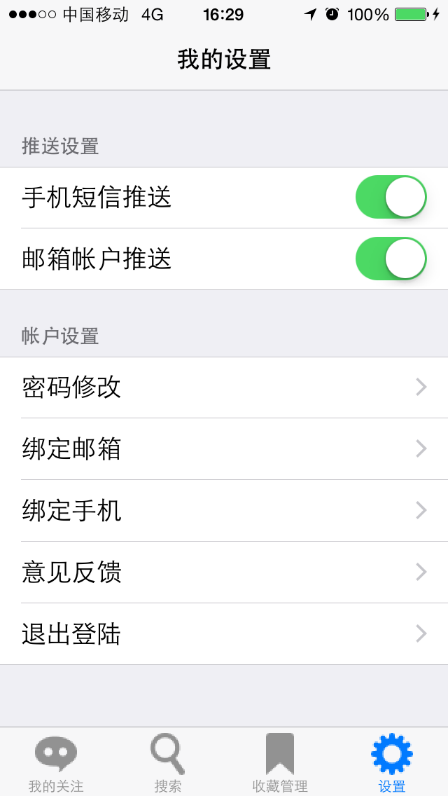 中国移动 4G 16:29 100%
我的设置
推送设置
手机短信推送
邮箱帐户推送
帐户设置
密码修改
绑定邮箱
绑定手机
意见反馈
退出登陆
我的关注 搜索 收藏管理 设置